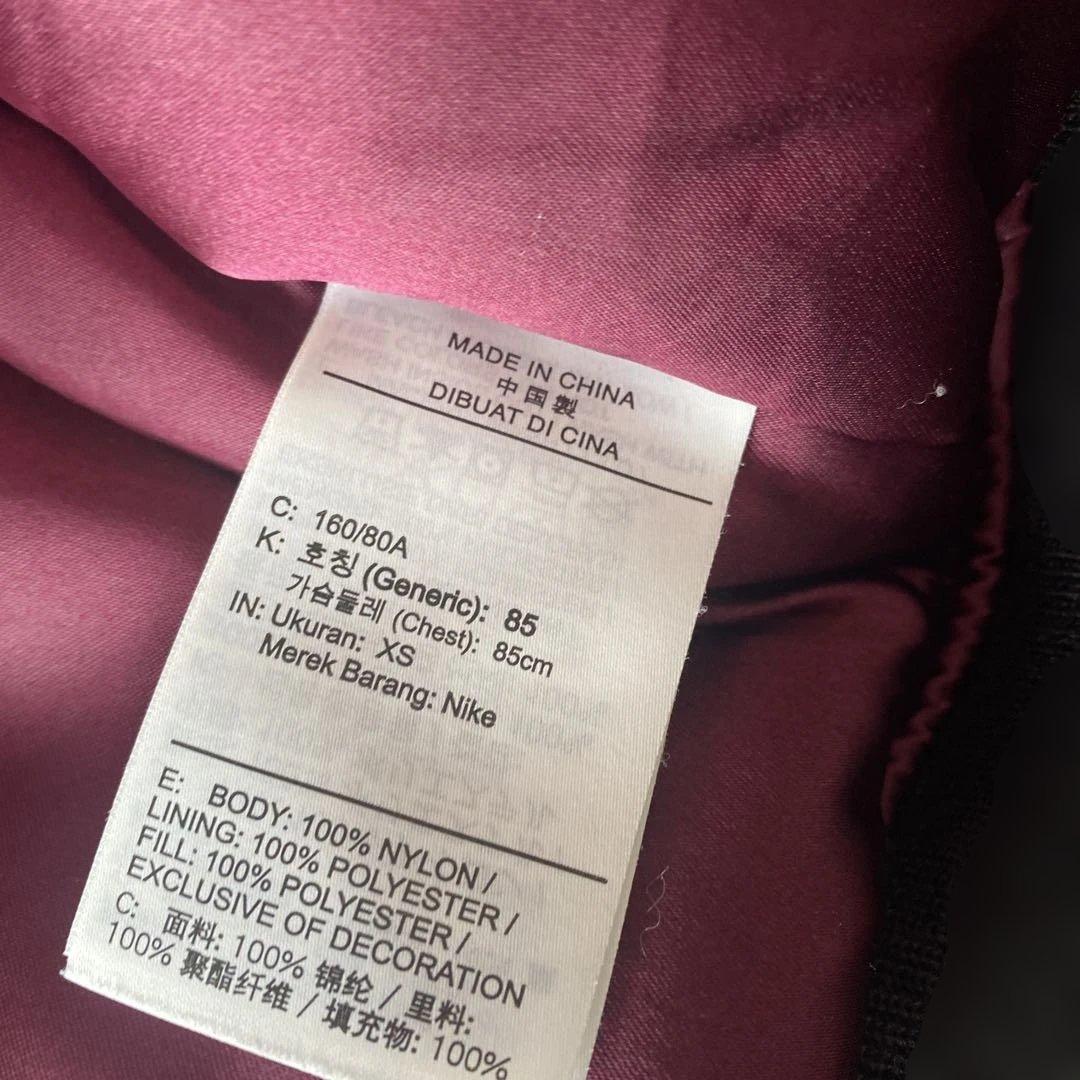 MADE IN CHINA
中国製
DIBUAT DI CINA
C: 160/80A
K: 호칭 (Generic): 85
가슴둘레 (Chest): 85cm
IN: Ukuran: XS
Merek Barang: Nike
E: BODY: 100% NYLON /
LINING: 100% POLYESTER /
FILL: 100% POLYESTER /
EXCLUSIVE OF DECORATION
C: 面料: 100% 锦纶 / 里料:
100% 聚酯纤维 / 填充物: 100%